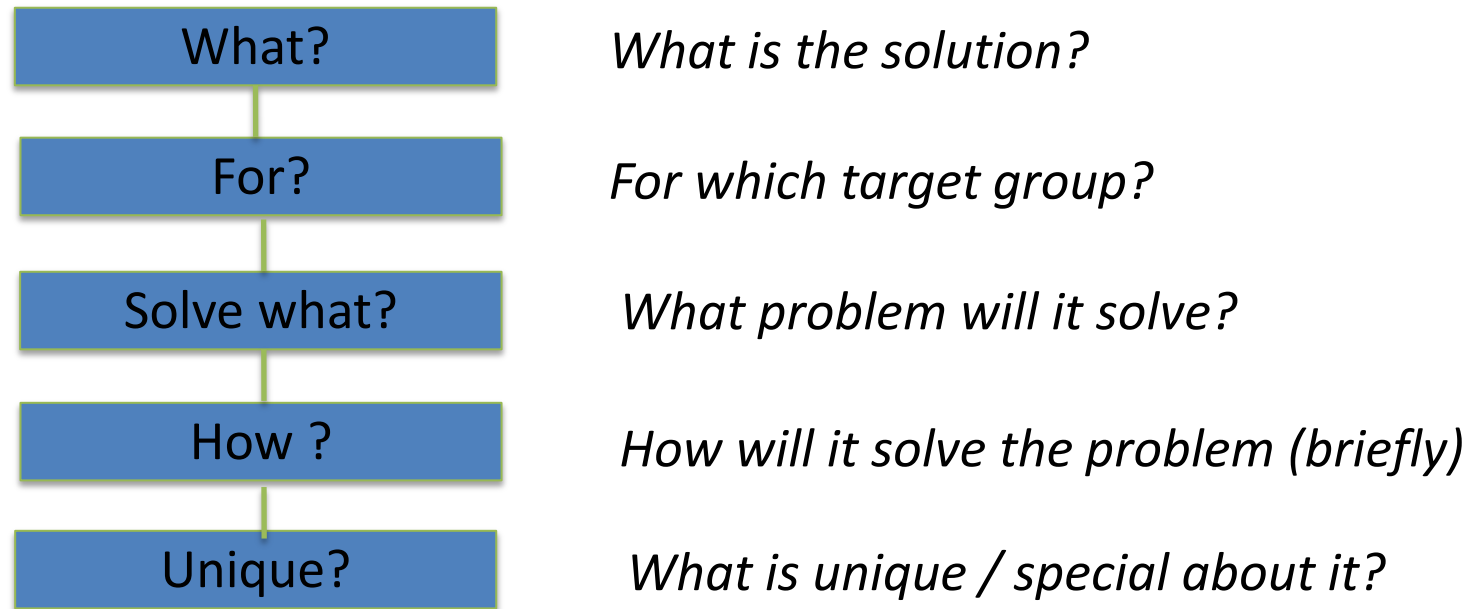 What?
What is the solution?
For?
For which target group?
Solve what?
What problem will it solve?
How ?
How will it solve the problem (briefly)
Unique?
What is unique / special about it?